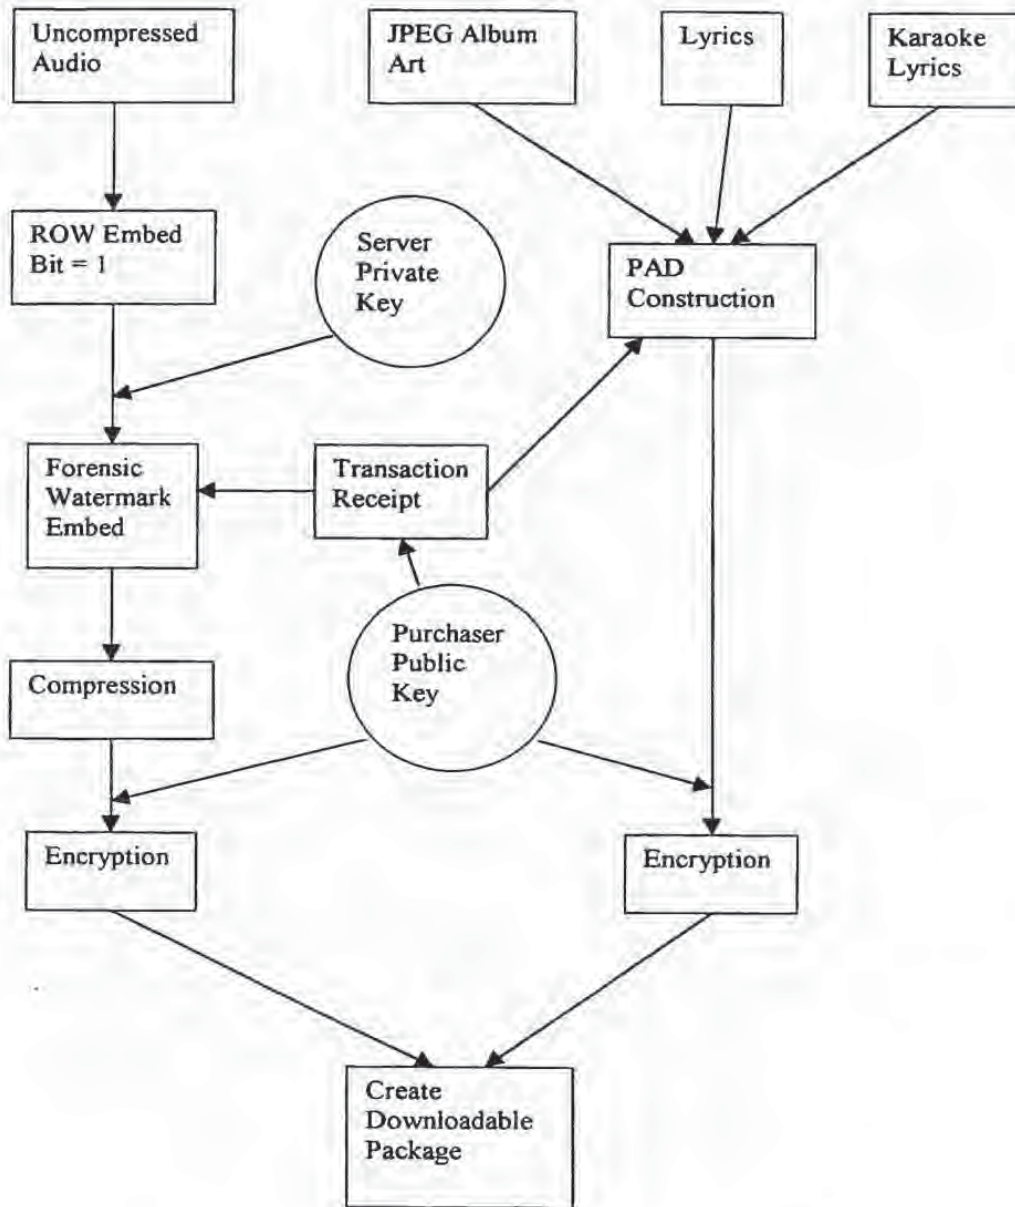 Uncompressed
Audio
JPEG Album
Art
Lyrics
Karaoke
Lyrics
ROW Embed
Bit = 1
Server
Private
Key
PAD
Construction
Forensic
Watermark
Embed
Transaction
Receipt
Purchaser
Public
Key
Compression
Encryption
Encryption
Create
Downloadable
Package